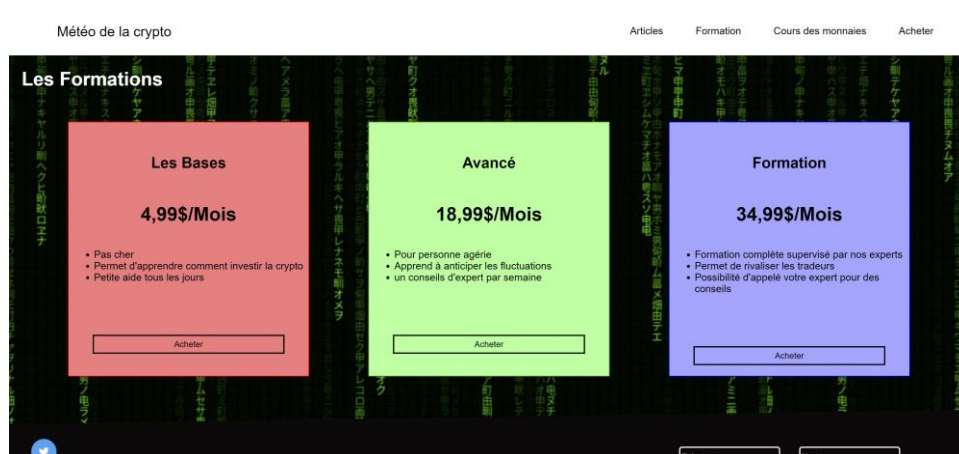 Météo de la crypto
Articles
Formation
Cours des monnaies
Acheter
Les Formations
Les Bases
4,99$/Mois
Pas cher
Permet d'apprendre comment investir la crypto
Petite aide tous les jours
Acheter
Avancé
18,99$/Mois
Pour personne agérie
Apprend à anticiper les fluctuations
un conseils d'expert par semaine
Acheter
Formation
34,99$/Mois
Formation complète supervisé par nos experts
Permet de rivaliser les tradeurs
Possibilité d'appelé votre expert pour des
conseils
Acheter